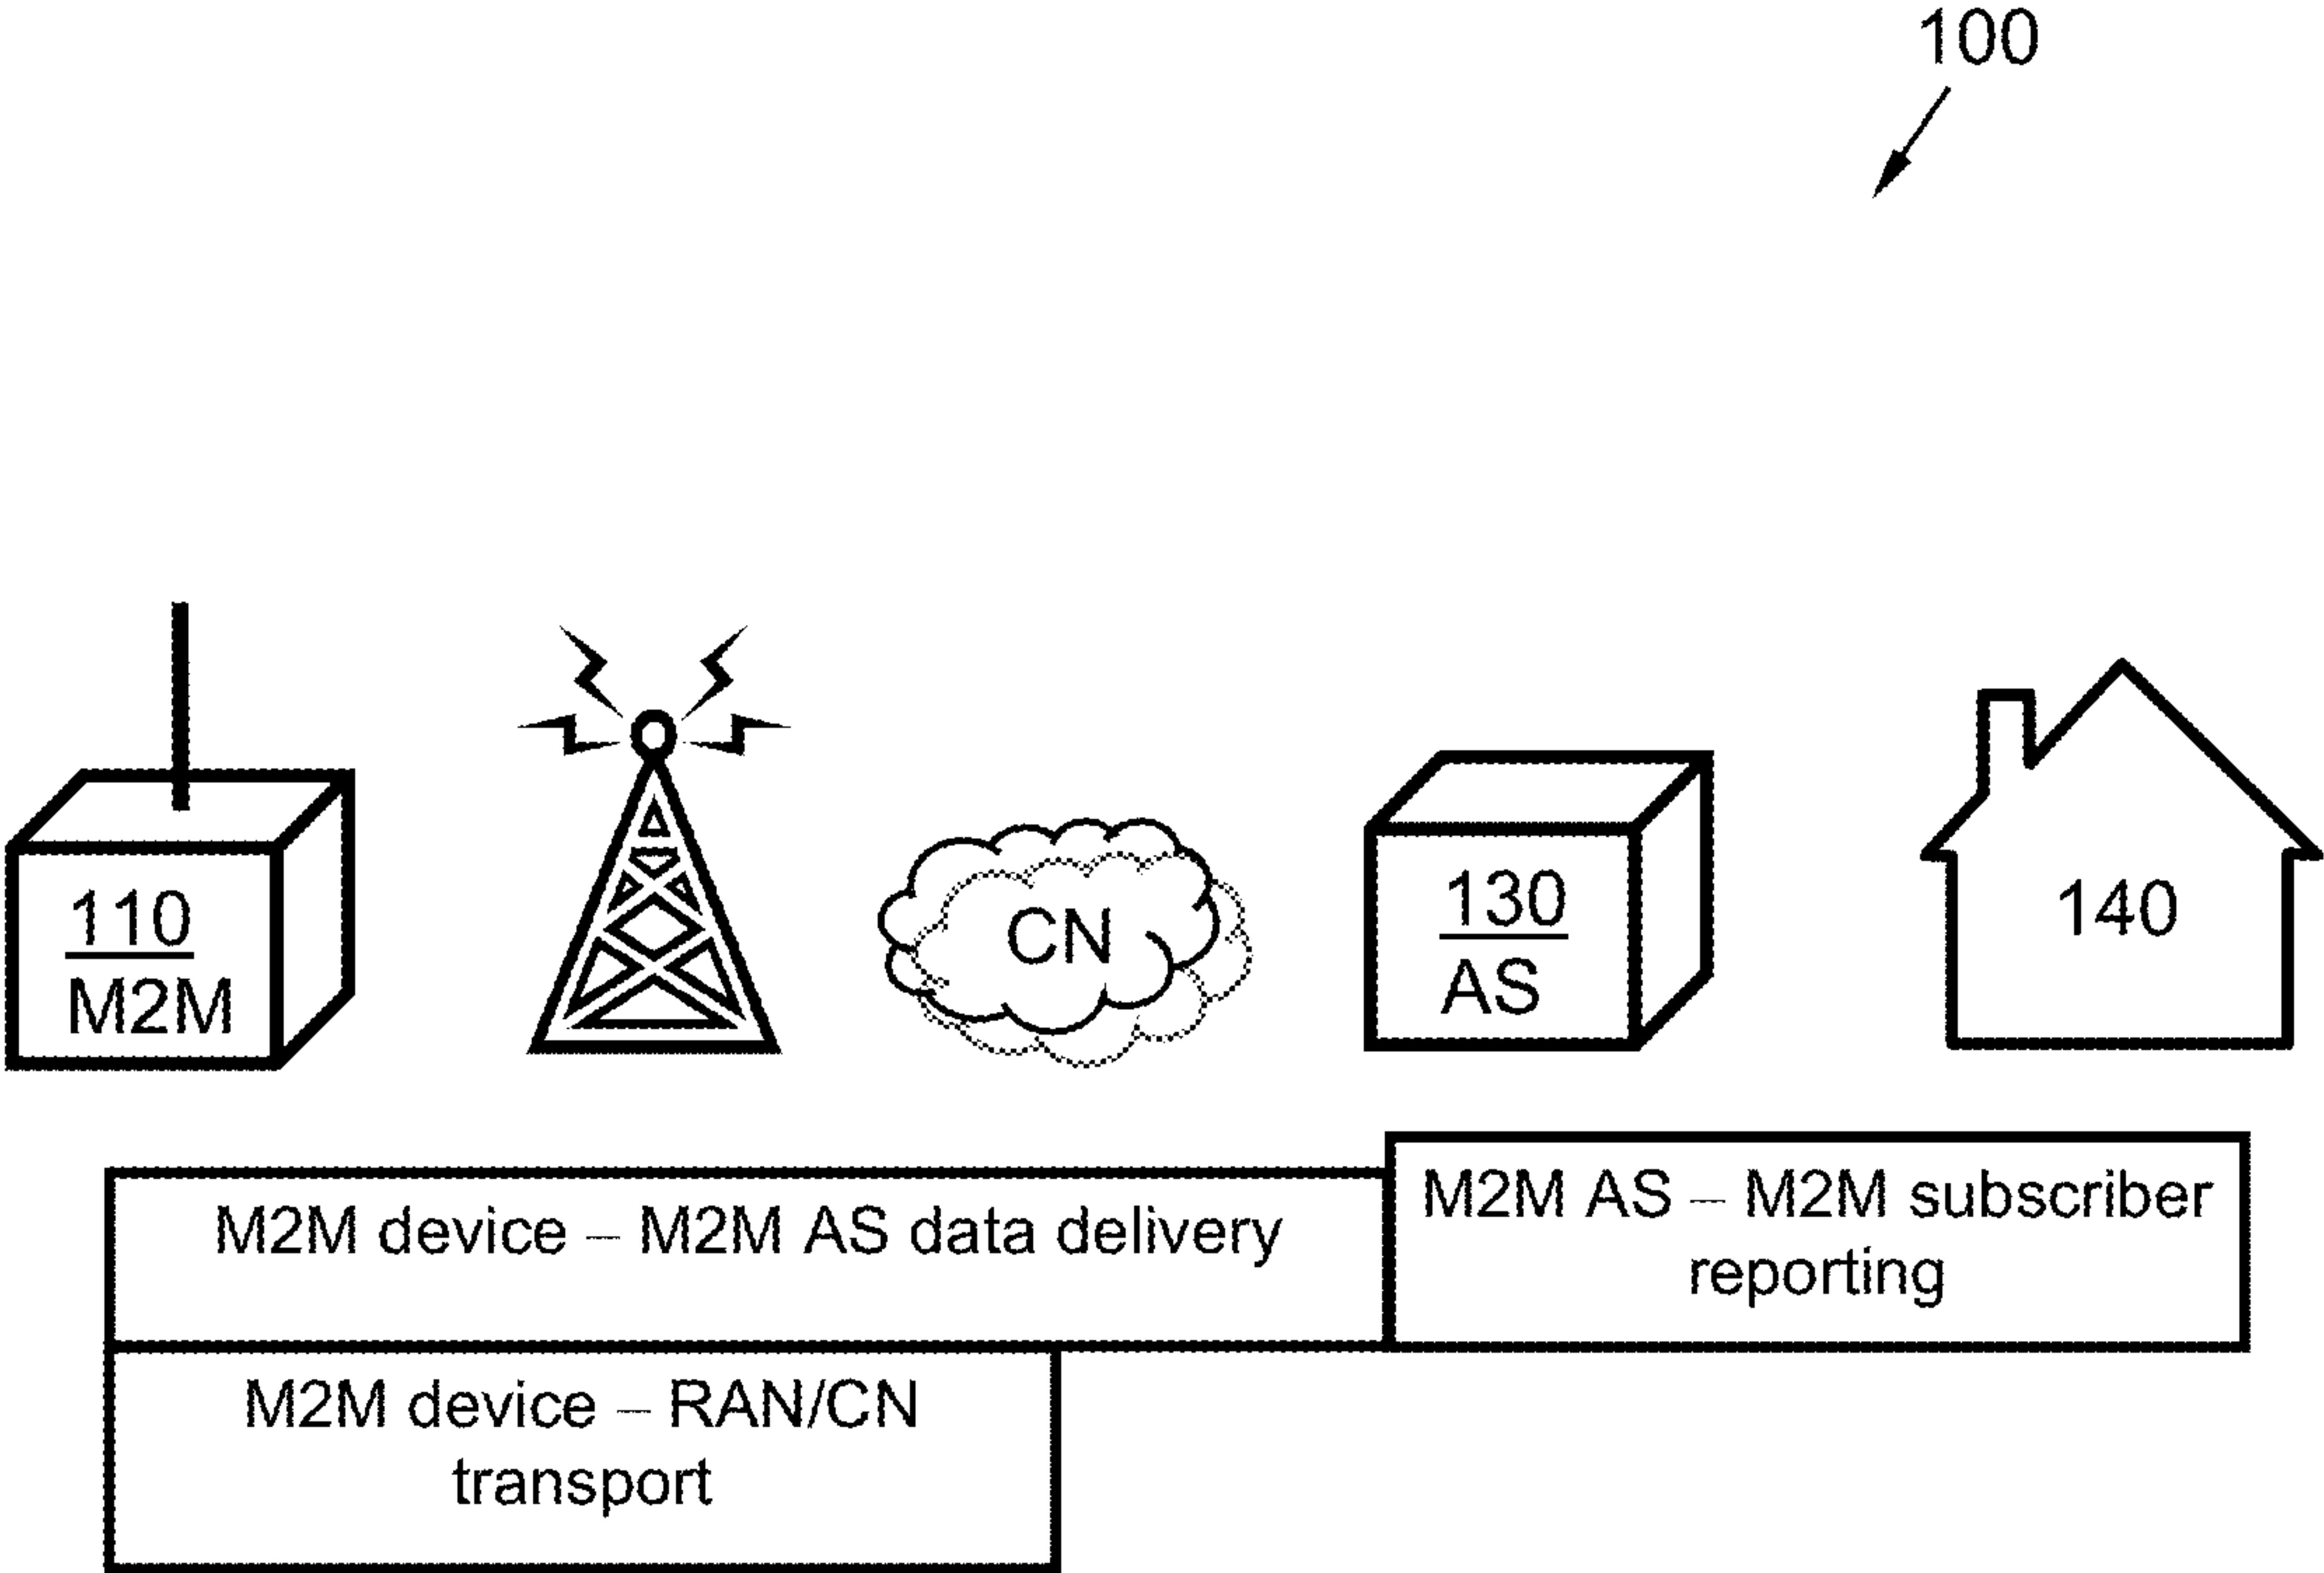 100
110
M2M
CN
130
AS
140
M2M device – M2M AS data delivery
M2M AS – M2M subscriber
reporting
M2M device – RAN/CN
transport